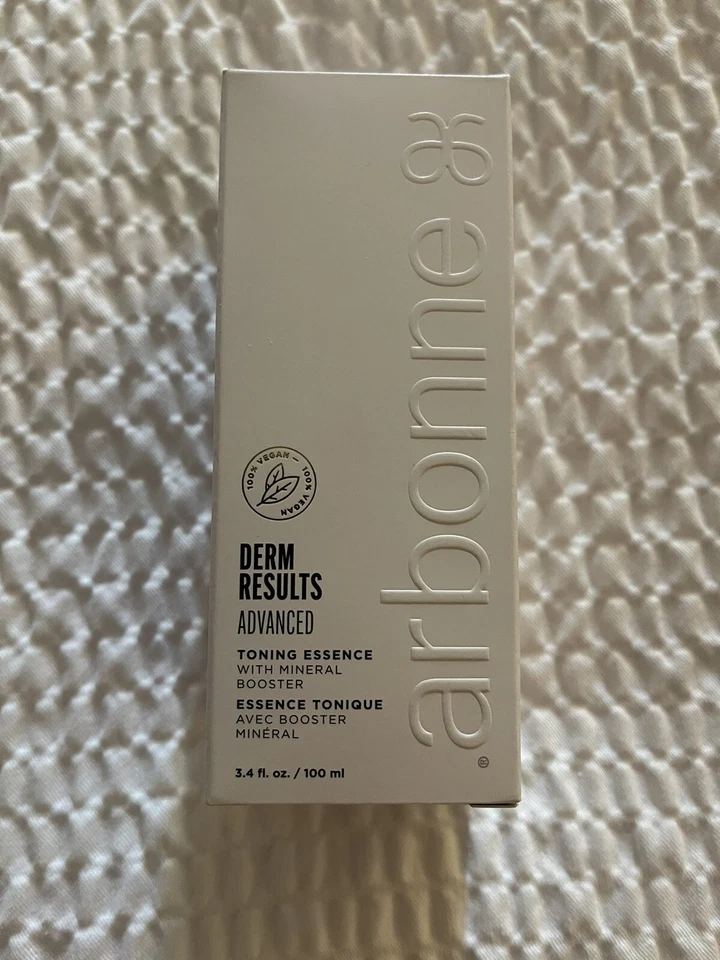 arbonne
®
100% VEGAN — 100% VEGAN
DERM
RESULTS
ADVANCED
TONING ESSENCE
WITH MINERAL
BOOSTER
ESSENCE TONIQUE
AVEC BOOSTER
MINÉRAL
3.4 fl. oz. / 100 ml